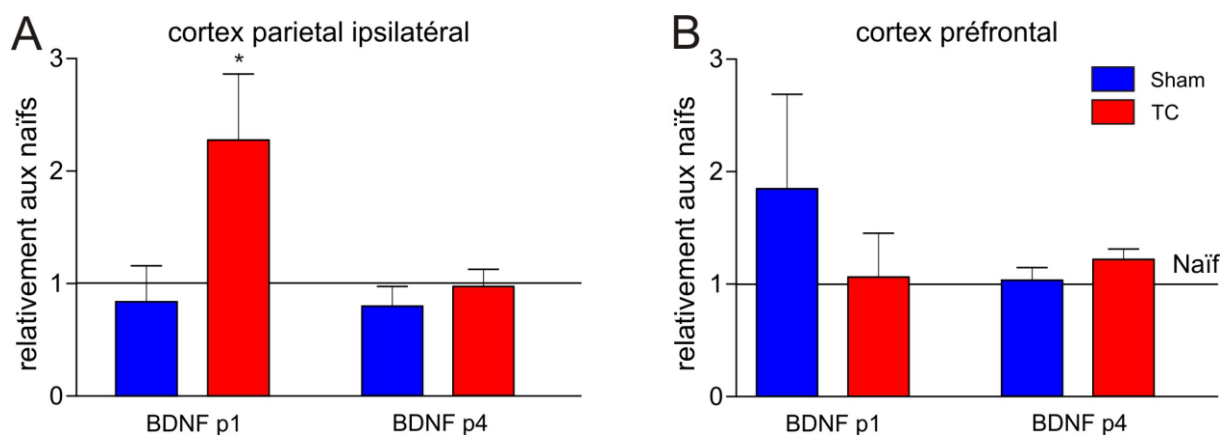 A
cortex parietal ipsilatéral
relativement aux naïfs
3
2
1
0
*
BDNF p1
BDNF p4
B
cortex préfrontal
relativement aux naïfs
3
2
1
0
Sham
TC
Naïf
BDNF p1
BDNF p4